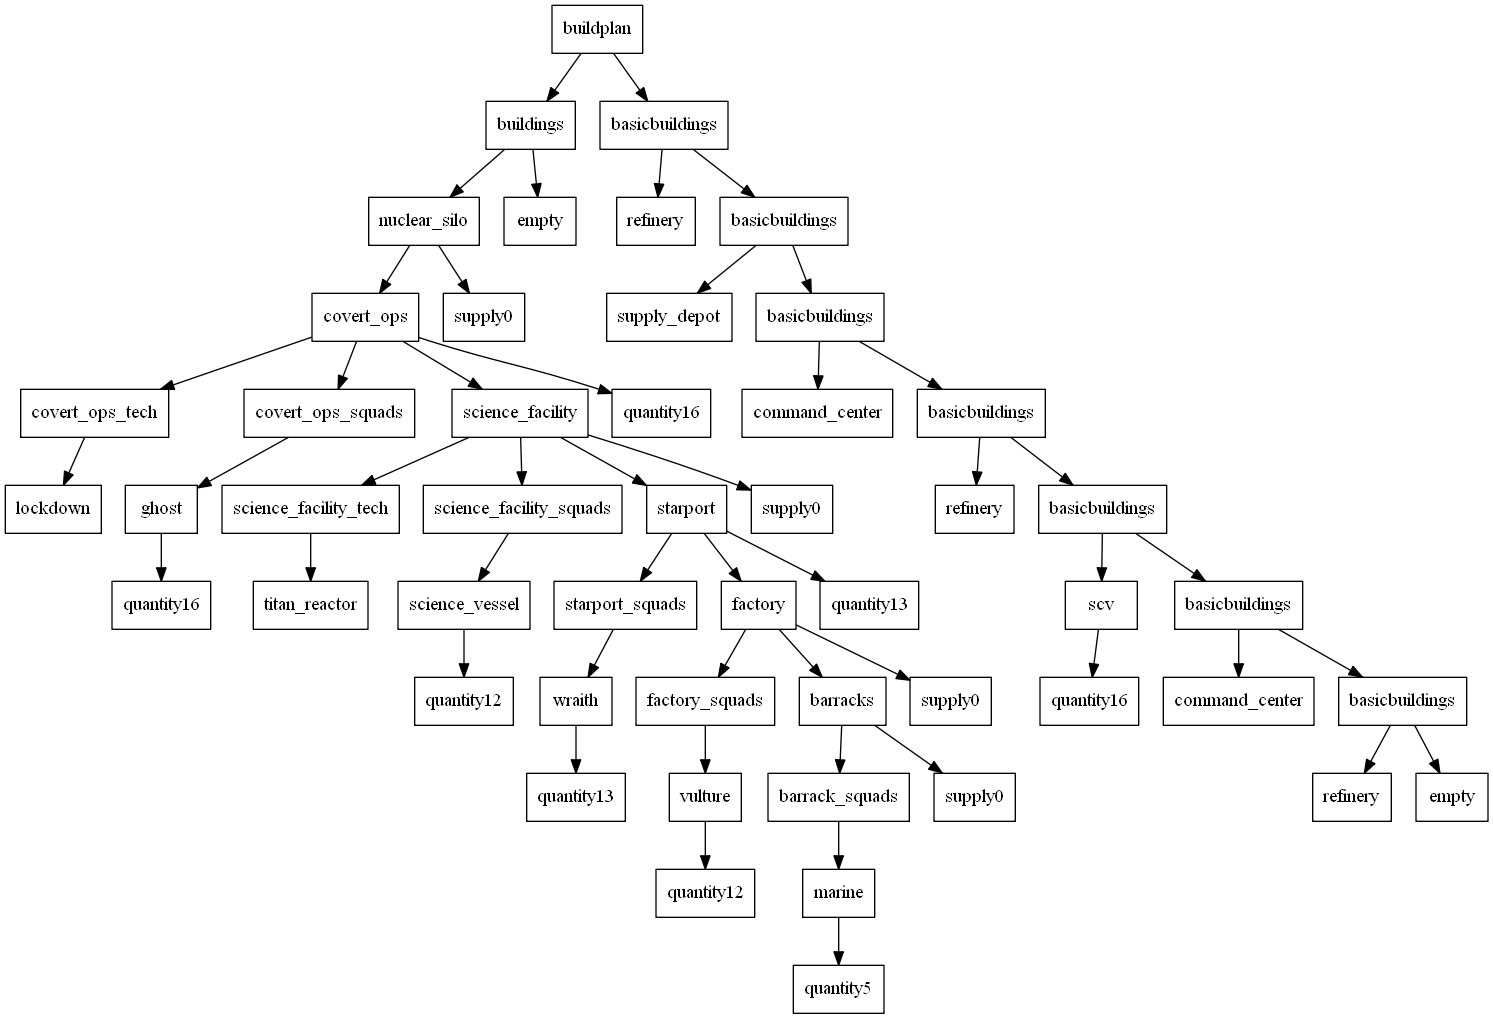 buildplan
buildings
basicbuildings
nuclear_silo
empty
refinery
basicbuildings
covert_ops
supply0
supply_depot
basicbuildings
covert_ops_tech
covert_ops_squads
science_facility
quantity16
command_center
basicbuildings
lockdown
ghost
science_facility_tech
science_facility_squads
starport
supply0
refinery
basicbuildings
quantity16
titan_reactor
science_vessel
starport_squads
factory
quantity13
scv
basicbuildings
quantity12
wraith
factory_squads
barracks
supply0
quantity16
command_center
basicbuildings
quantity13
vulture
barrack_squads
supply0
refinery
empty
quantity12
marine
quantity5